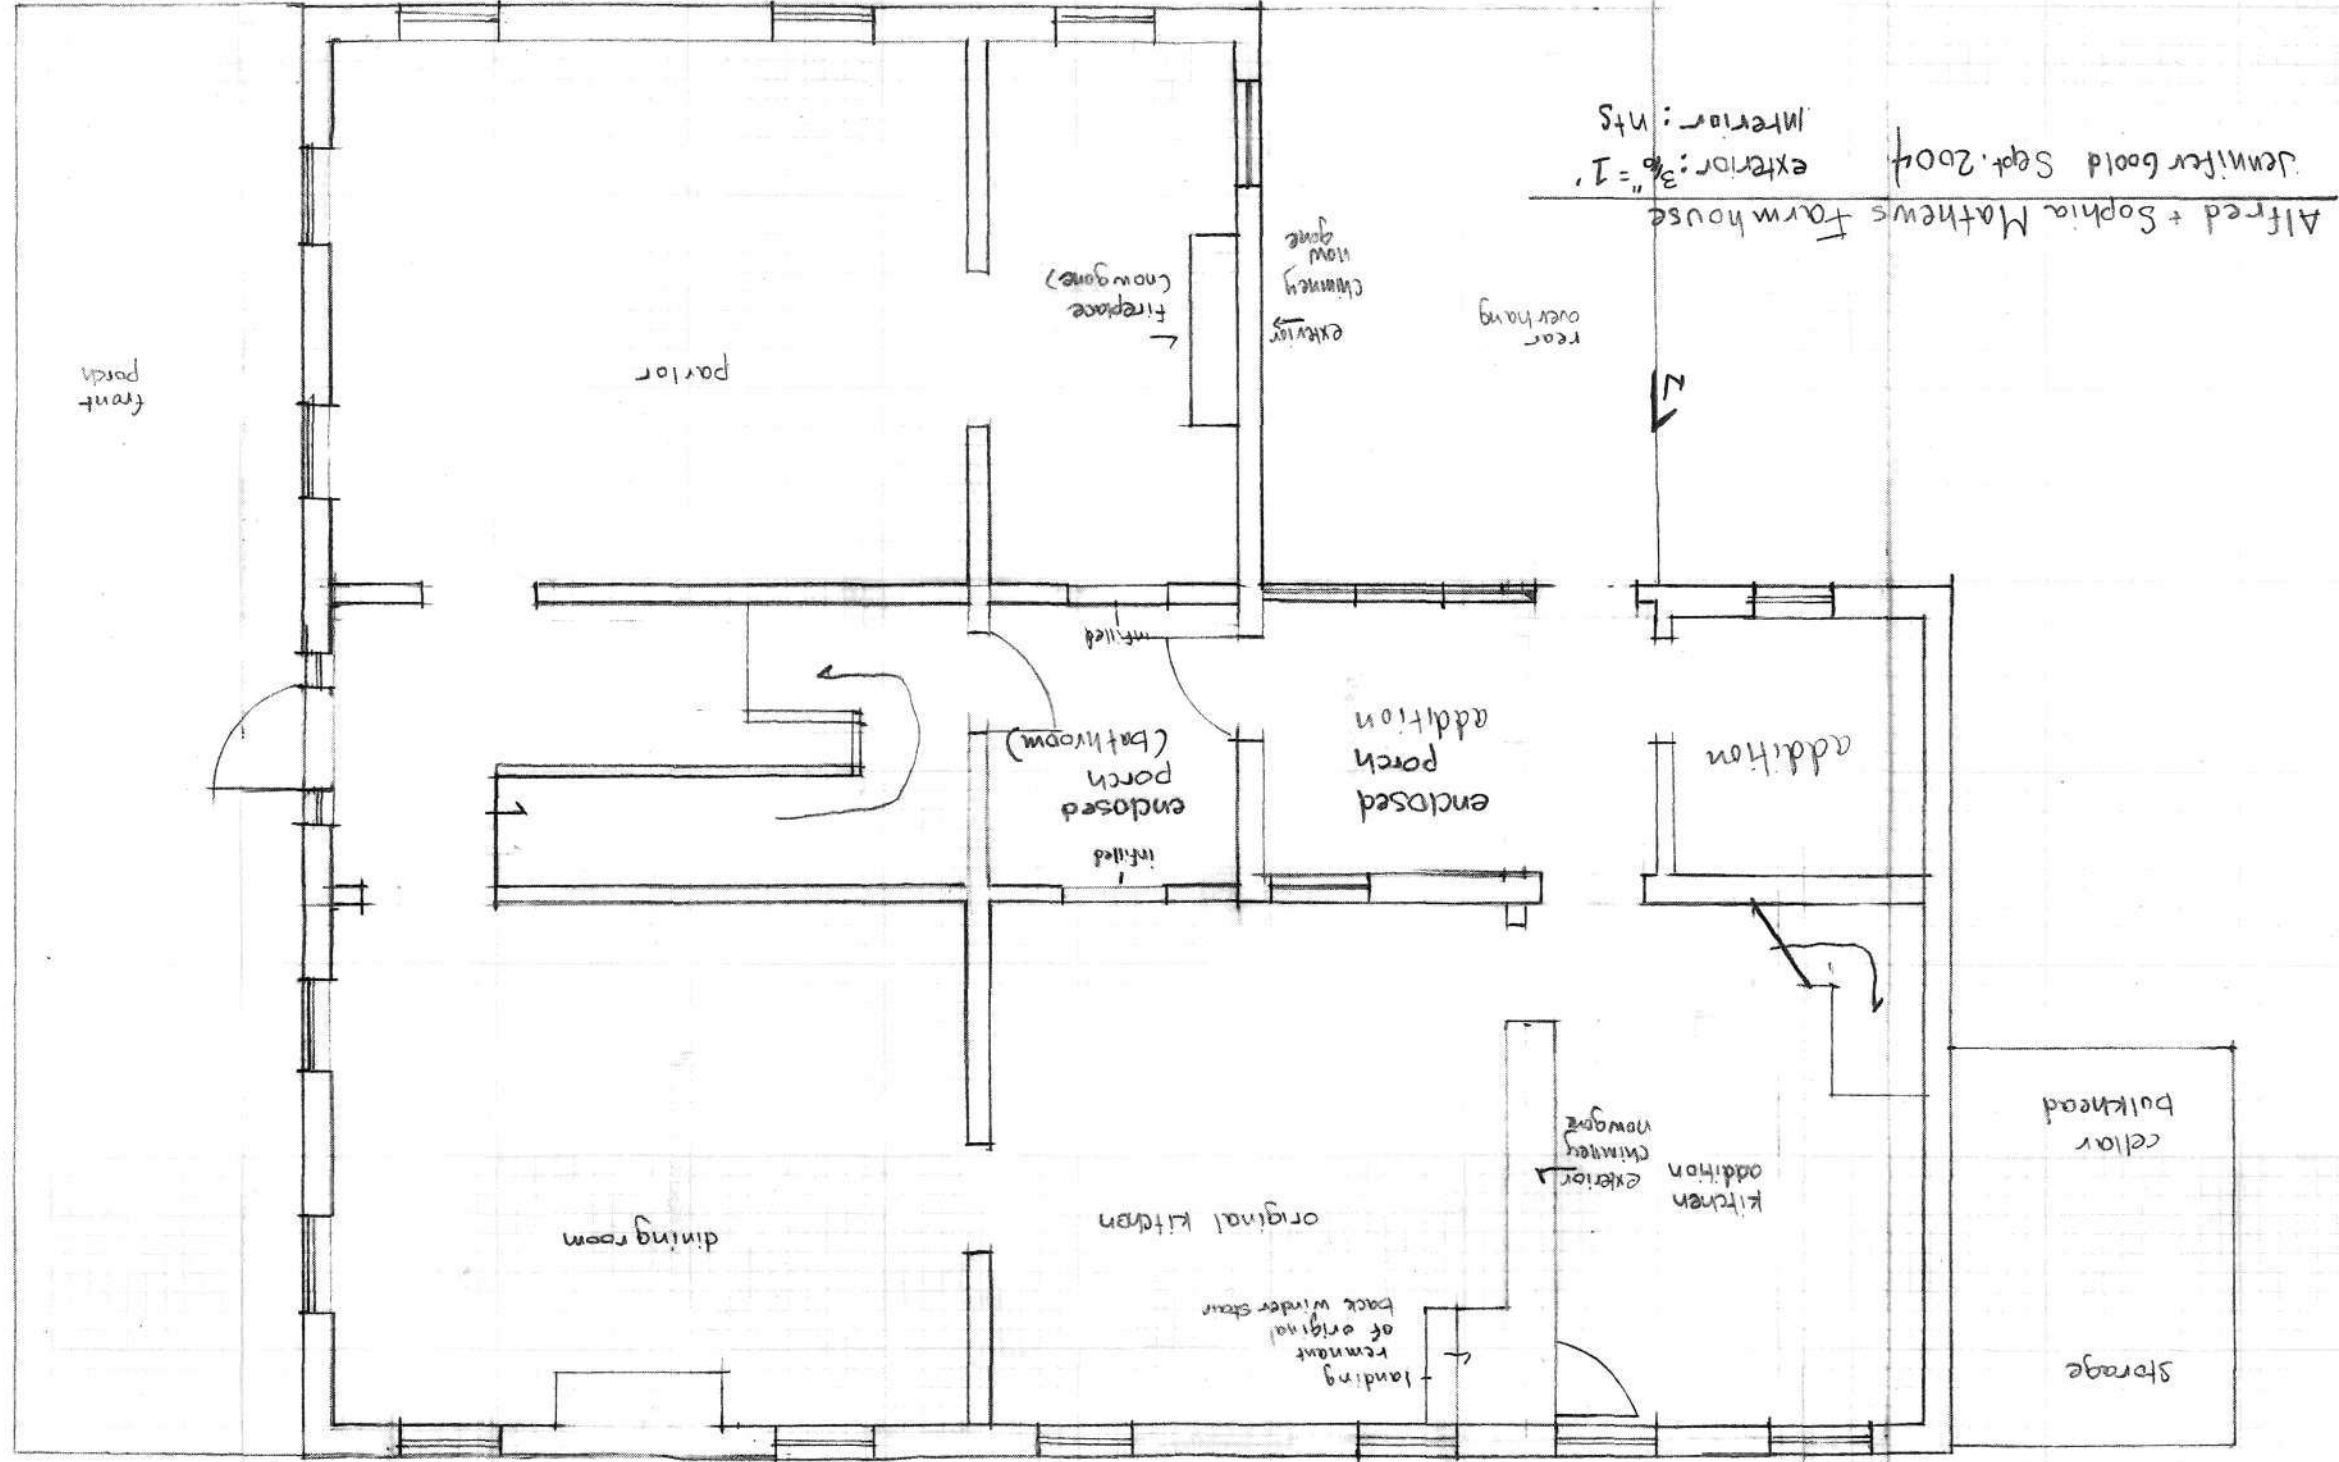 storage
cellar
bulkhead
kitchen
addition
exterior
chimney
now gone
landing
remnant
of original
back winder stair
original kitchen
dining room
addition
enclosed
porch
addition
infilled
enclosed
porch
(bathroom)
infilled
front
porch
parlor
fireplace
(now gone)
exterior
chimney
now
gone
rear
overhang
N
Alfred + Sophia Mathews Farmhouse
Jennifer Goold Sept. 2004
exterior: 3/16" = 1'
interior: nts